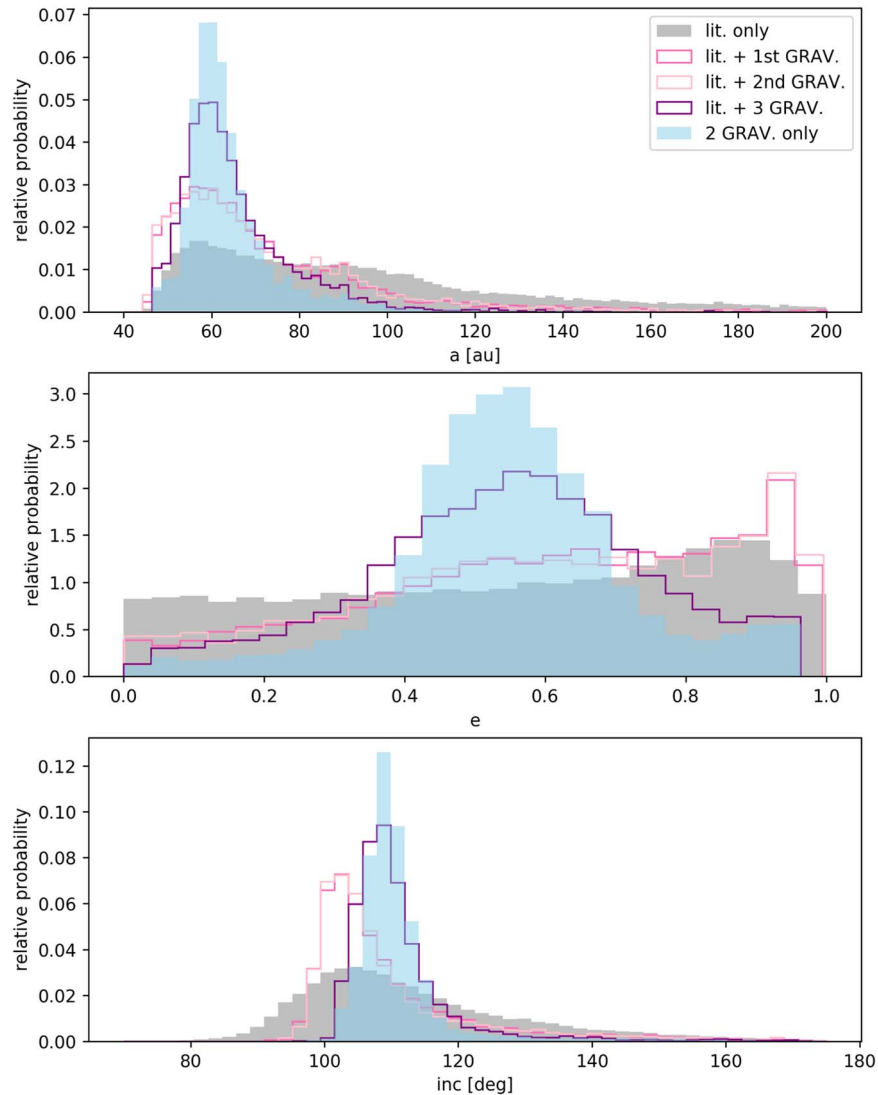 0.07
0.06
0.05
0.04
0.03
0.02
0.01
0.00
relative probability
lit. only
lit. + 1st GRAV.
lit. + 2nd GRAV.
lit. + 3 GRAV.
2 GRAV. only
40 60 80 100 120 140 160 180 200
a [au]
3.0
2.5
2.0
1.5
1.0
0.5
0.0
relative probability
0.0 0.2 0.4 0.6 0.8 1.0
e
0.12
0.10
0.08
0.06
0.04
0.02
0.00
relative probability
80 100 120 140 160 180
inc [deg]